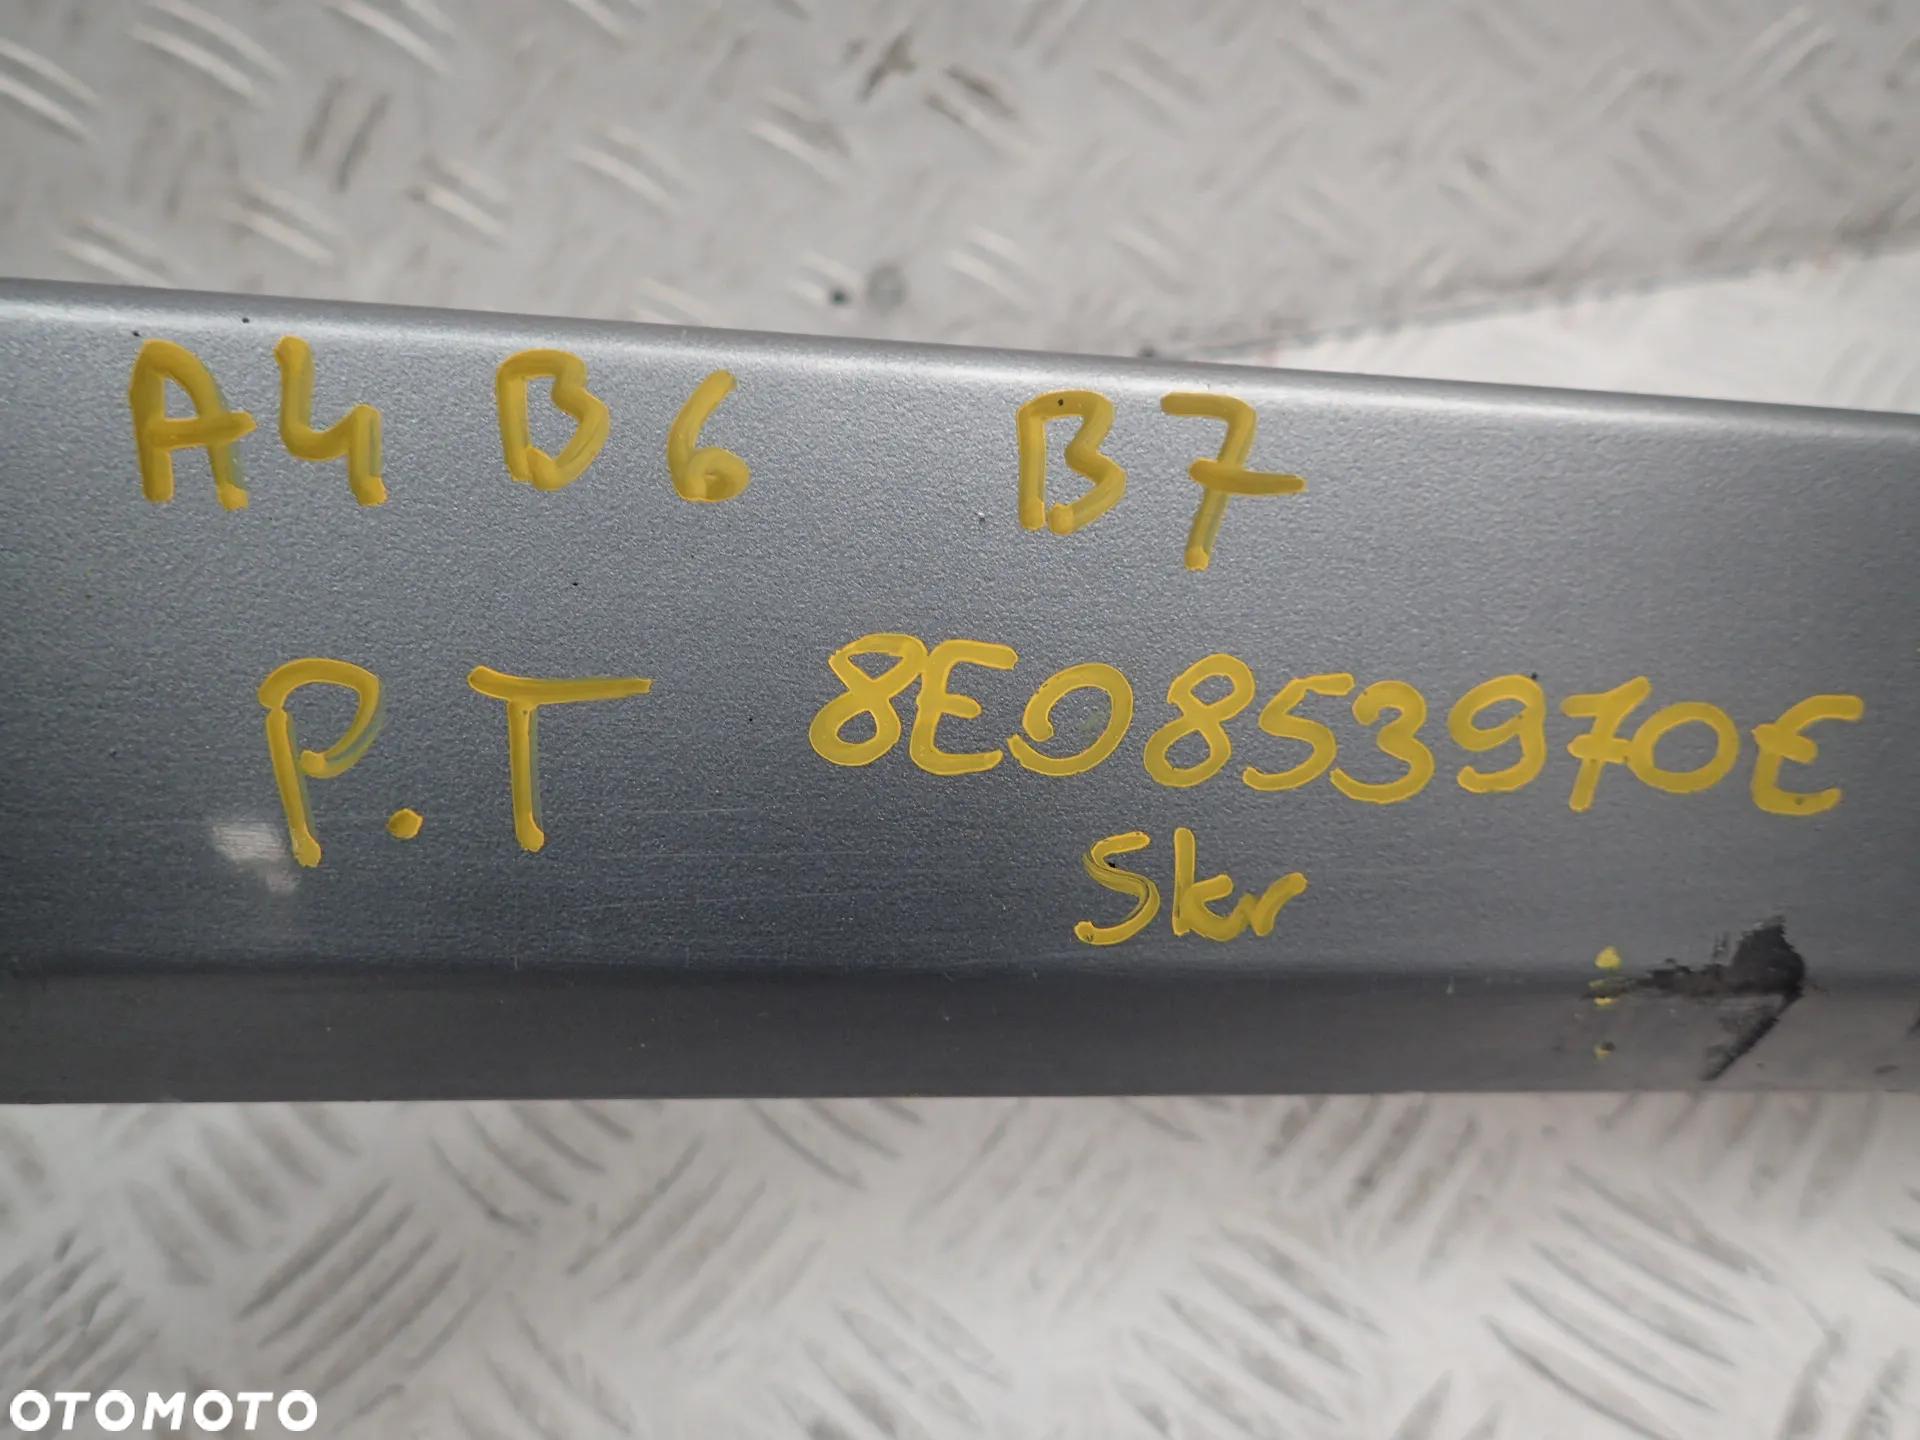 A4 B6 B7
P.T 8E0853970E
Skr
OTOMOTO